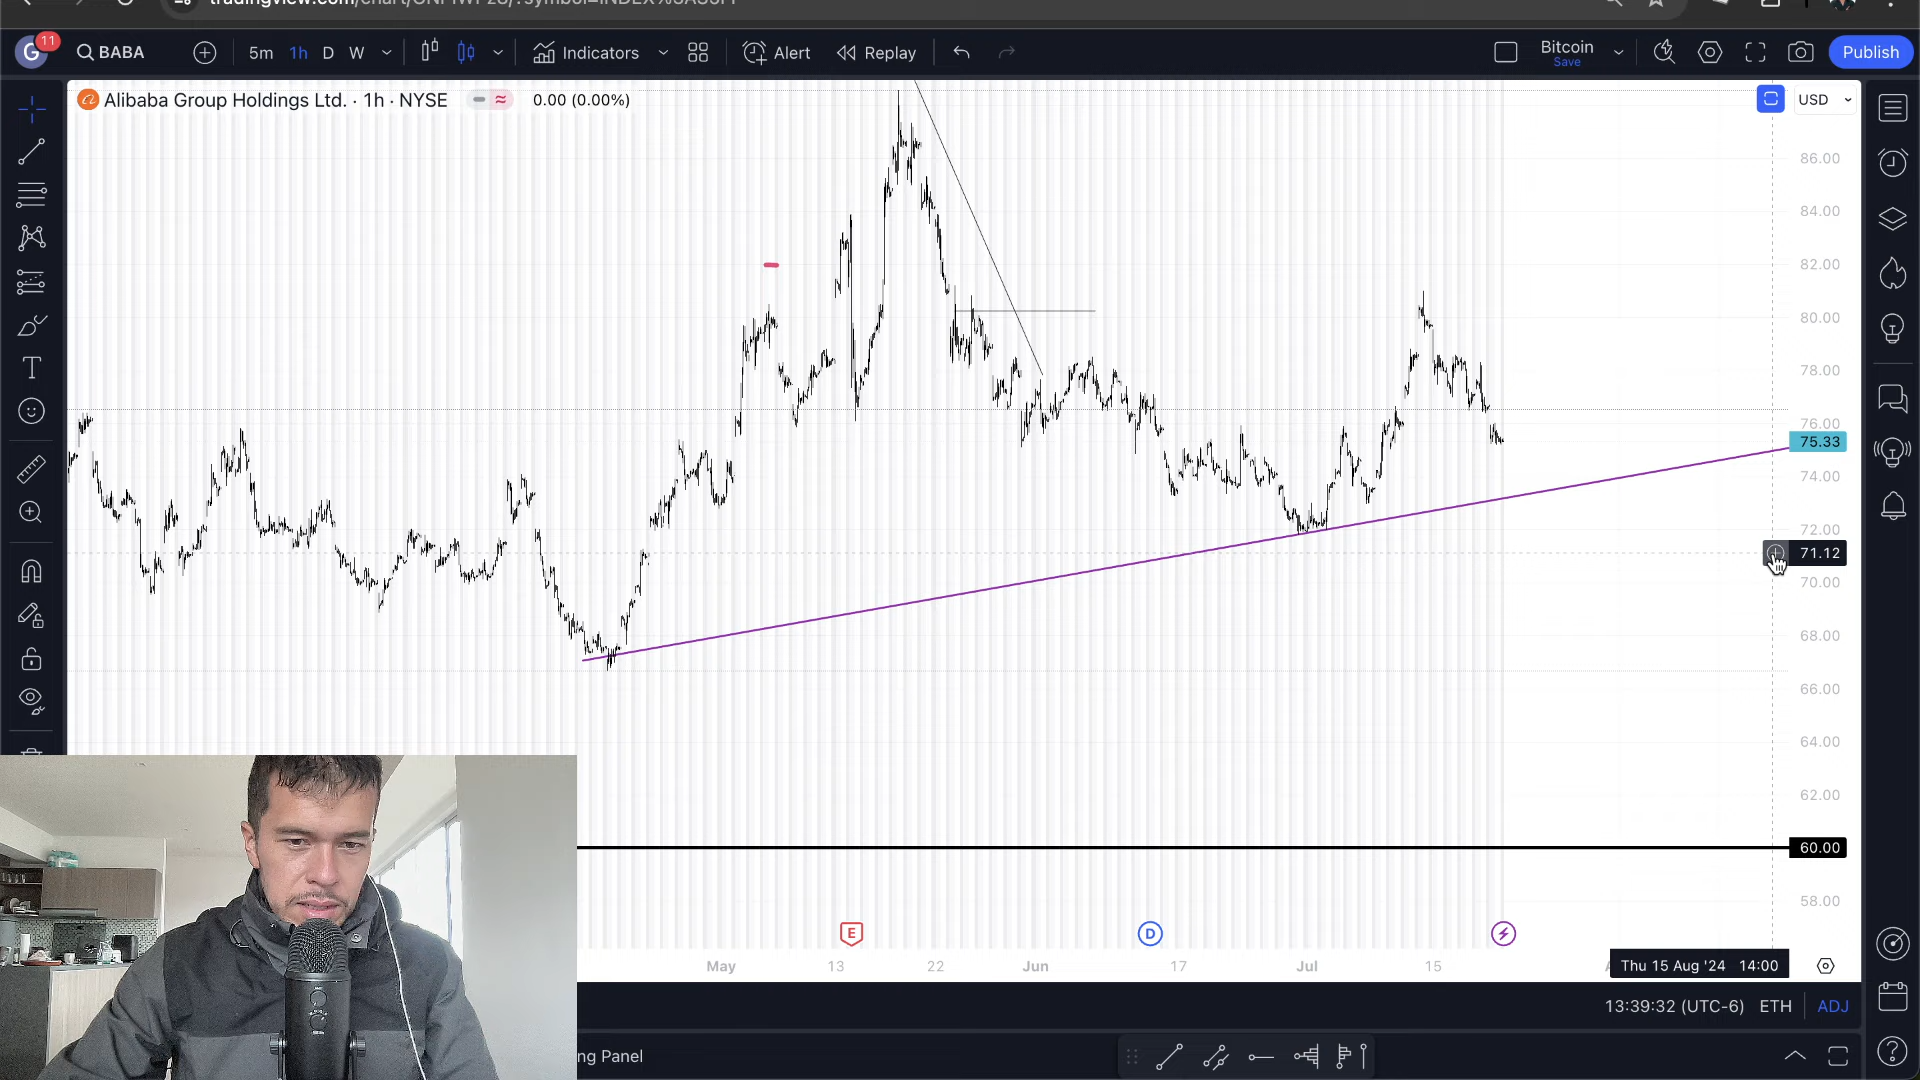 G 11 BABA 5m 1h D W Indicators Alert Replay Bitcoin Save Publish
Alibaba Group Holdings Ltd. · 1h · NYSE 0.00 (0.00%) USD
86.00
84.00
82.00
80.00
78.00
76.00
75.33
74.00
72.00
71.12
70.00
68.00
66.00
64.00
62.00
60.00
58.00
E D
May 13 22 Jun 17 Jul 15 Thu 15 Aug '24 14:00
13:39:32 (UTC-6) ETH ADJ
ng Panel